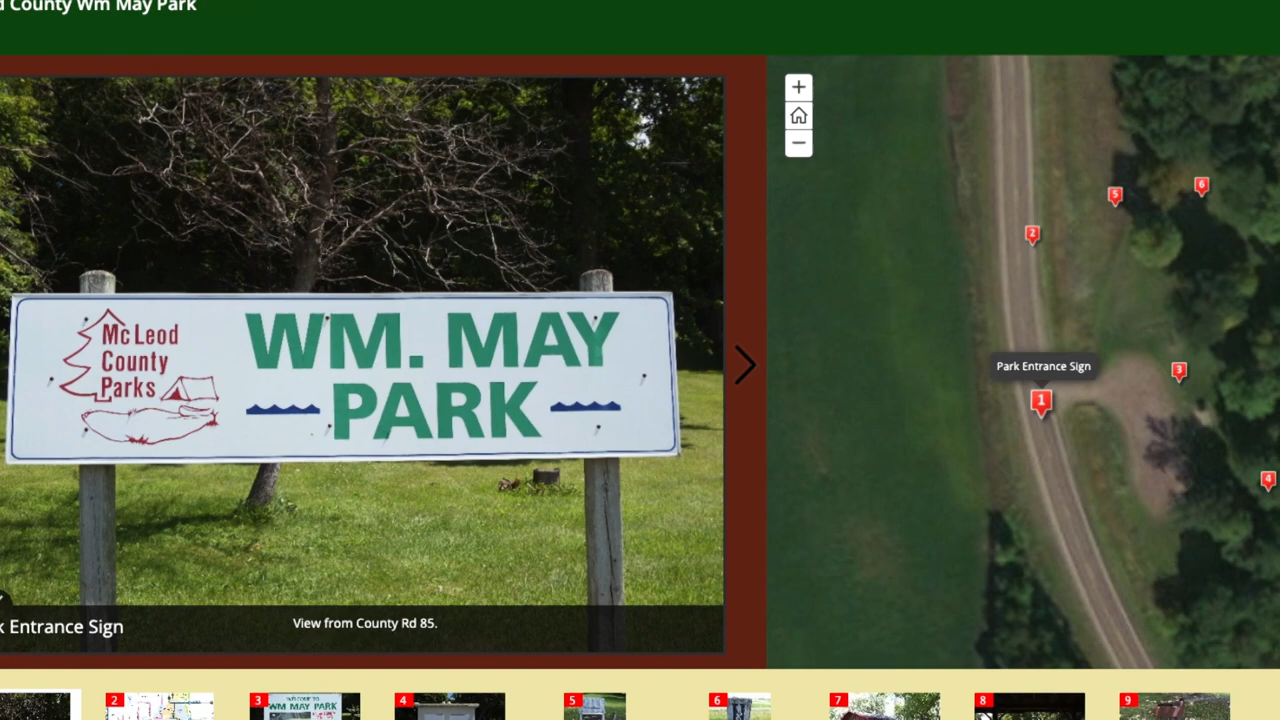 d County Wm May Park
McLeod
County
Parks
WM. MAY
PARK
Entrance Sign
View from County Rd 85.
+
−
5
6
2
Park Entrance Sign
3
1
4
2
3
4
5
6
7
8
9
WM MAY PARK